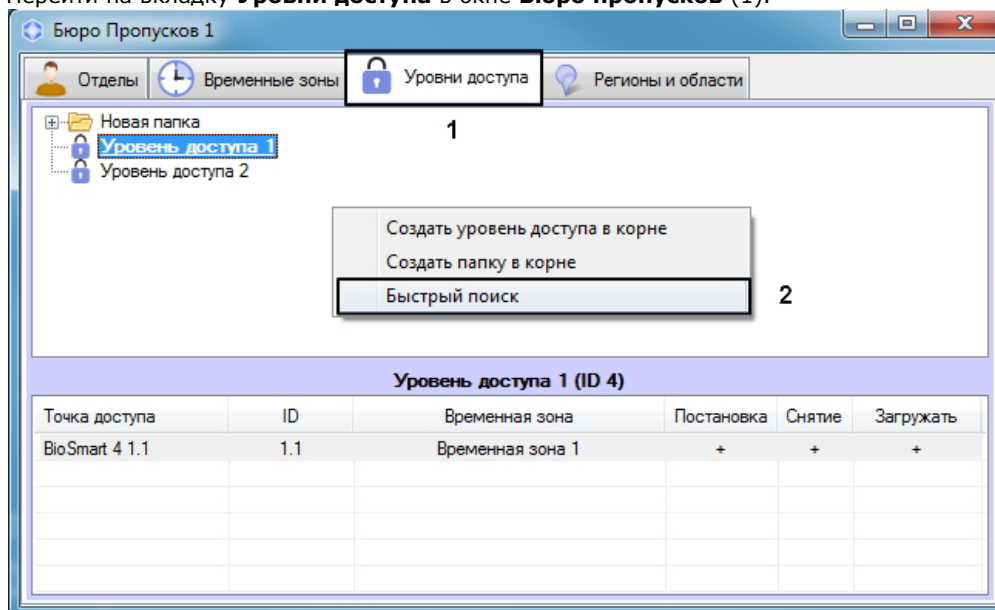 Перейти на вкладку Уровни доступа в окне Бюро пропусков (1).
Бюро Пропусков 1
Отделы Временные зоны Уровни доступа Регионы и области
1
Новая папка
Уровень доступа 1
Уровень доступа 2
Создать уровень доступа в корне
Создать папку в корне
Быстрый поиск 2
Уровень доступа 1 (ID 4)
Точка доступа ID Временная зона Постановка Снятие Загружать
BioSmart 4 1.1 1.1 Временная зона 1 + + +